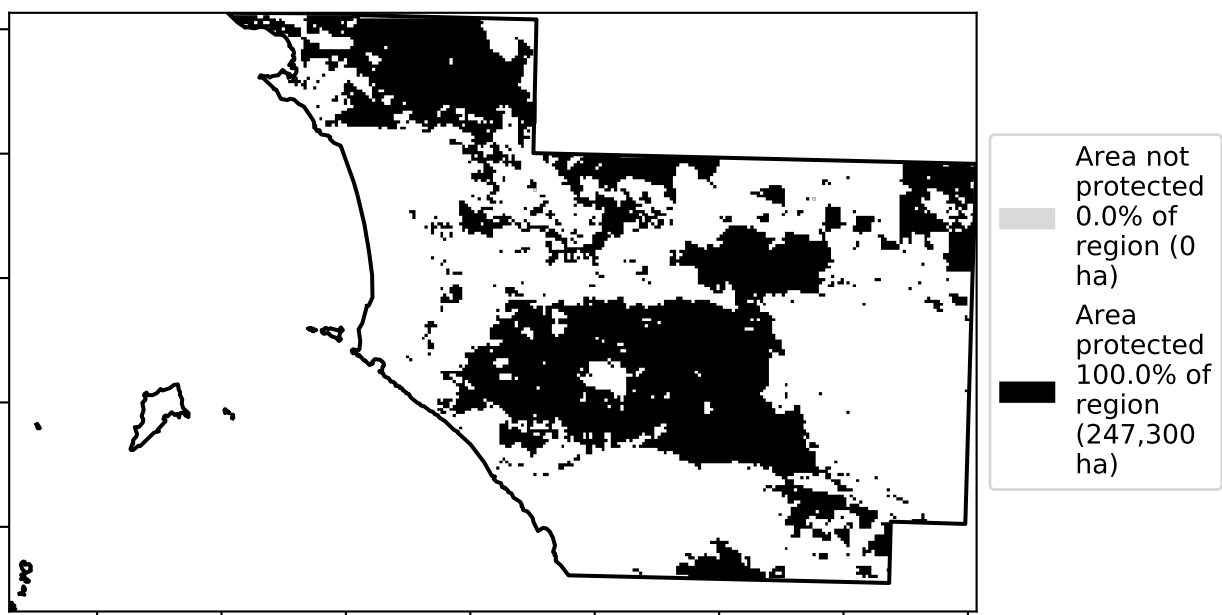 Area not
protected
0.0% of
region (0
ha)
Area
protected
100.0% of
region
(247,300
ha)